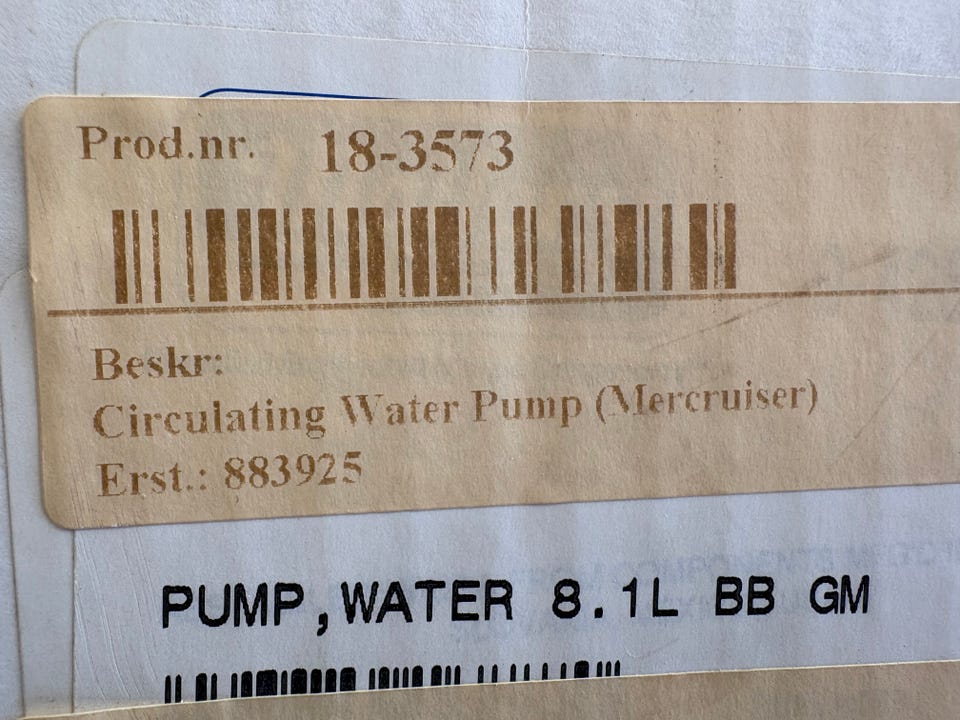 Prod.nr. 18-3573
Beskr:
Circulating Water Pump (Mercruiser)
Erst.: 883925
PUMP,WATER 8.1L BB GM